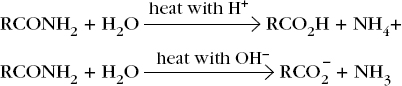 heat with H⁺
RCONH₂ + H₂O ⟶ RCO₂H + NH₄+
heat with OH⁻
RCONH₂ + H₂O ⟶ RCO₂⁻ + NH₃